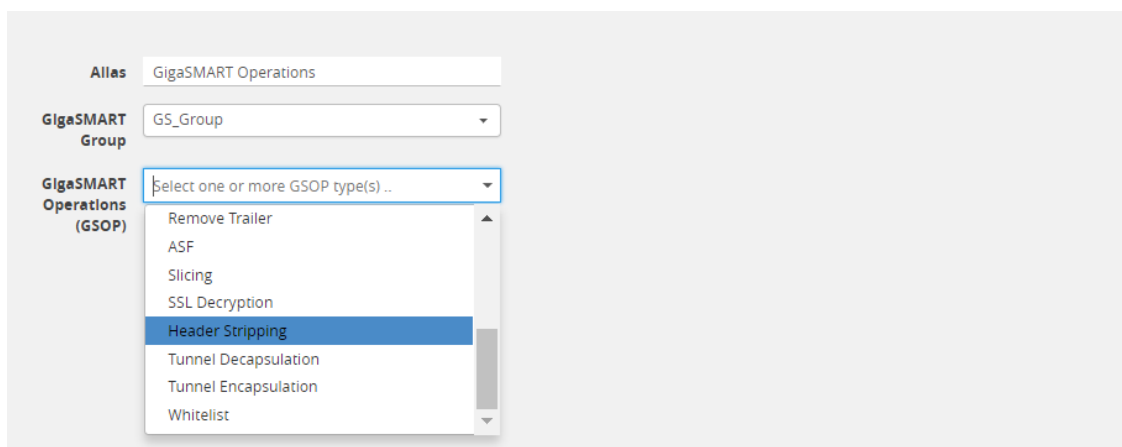 Alias
GigaSMART Operations
GigaSMART
Group
GS_Group
GigaSMART
Operations
(GSOP)
Select one or more GSOP type(s) ..
Remove Trailer
ASF
Slicing
SSL Decryption
Header Stripping
Tunnel Decapsulation
Tunnel Encapsulation
Whitelist